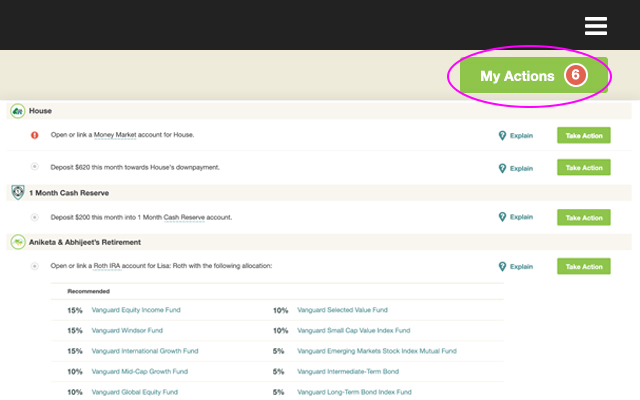 My Actions 6
House
Open or link a Money Market account for House. Explain Take Action
Deposit $620 this month towards House's downpayment. Explain Take Action
1 Month Cash Reserve
Deposit $200 this month into 1 Month Cash Reserve account. Explain Take Action
Aniketa & Abhijeet's Retirement
Open or link a Roth IRA account for Lisa: Roth with the following allocation: Explain Take Action
Recommended
15% Vanguard Equity Income Fund 10% Vanguard Selected Value Fund
15% Vanguard Windsor Fund 10% Vanguard Small Cap Value Index Fund
15% Vanguard International Growth Fund 5% Vanguard Emerging Markets Stock Index Mutual Fund
10% Vanguard Mid-Cap Growth Fund 5% Vanguard Intermediate-Term Bond
10% Vanguard Global Equity Fund 5% Vanguard Long-Term Bond Index Fund